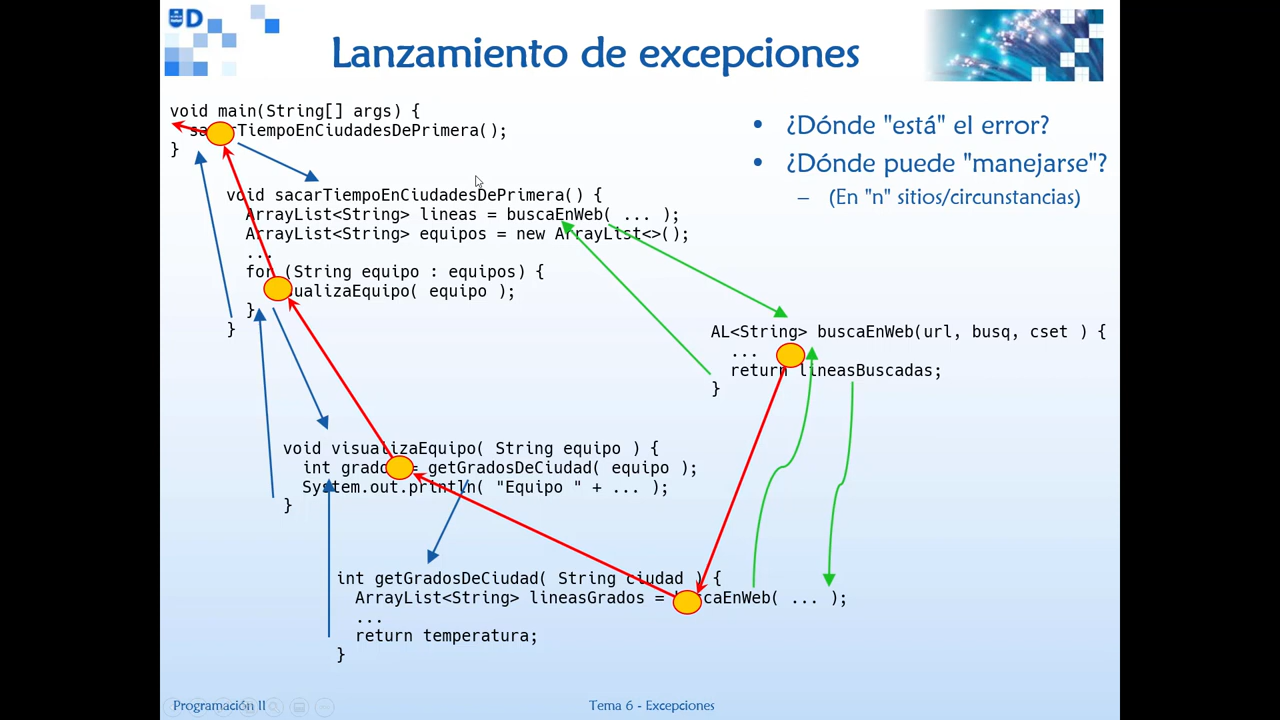 UD
Lanzamiento de excepciones
void main(String[] args) {
sacarTiempoEnCiudadesDePrimera();
}
• ¿Dónde "está" el error?
• ¿Dónde puede "manejarse"?
– (En "n" sitios/circunstancias)
void sacarTiempoEnCiudadesDePrimera() {
ArrayList<String> lineas = buscaEnWeb( ... );
ArrayList<String> equipos = new ArrayList<>();
...
for (String equipo : equipos) {
visualizaEquipo( equipo );
}
}
AL<String> buscaEnWeb(url, busq, cset ) {
...
return lineasBuscadas;
}
void visualizaEquipo( String equipo ) {
int grados = getGradosDeCiudad( equipo );
System.out.println( "Equipo " + ... );
}
int getGradosDeCiudad( String ciudad ) {
ArrayList<String> lineasGrados = buscaEnWeb( ... );
...
return temperatura;
}
Programación II
Tema 6 - Excepciones